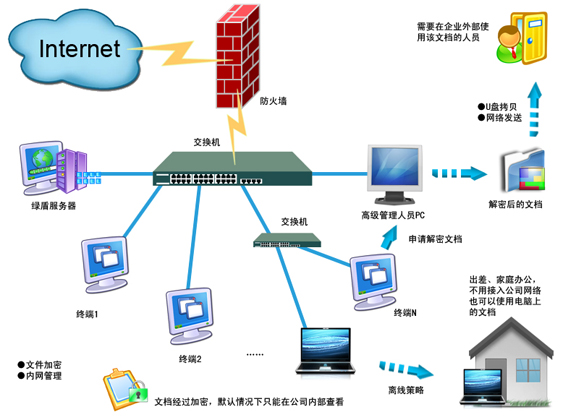 Internet
防火墙
需要在企业外部使
用该文档的人员
●U盘拷贝
●网络发送
交换机
绿盾服务器
高级管理人员PC
解密后的文档
交换机
申请解密文档
终端1
终端2
......
终端N
出差、家庭办公,
不用接入公司网络
也可以使用电脑上
的文档
●文件加密
●内网管理
文档经过加密，默认情况下只能在公司内部查看
离线策略